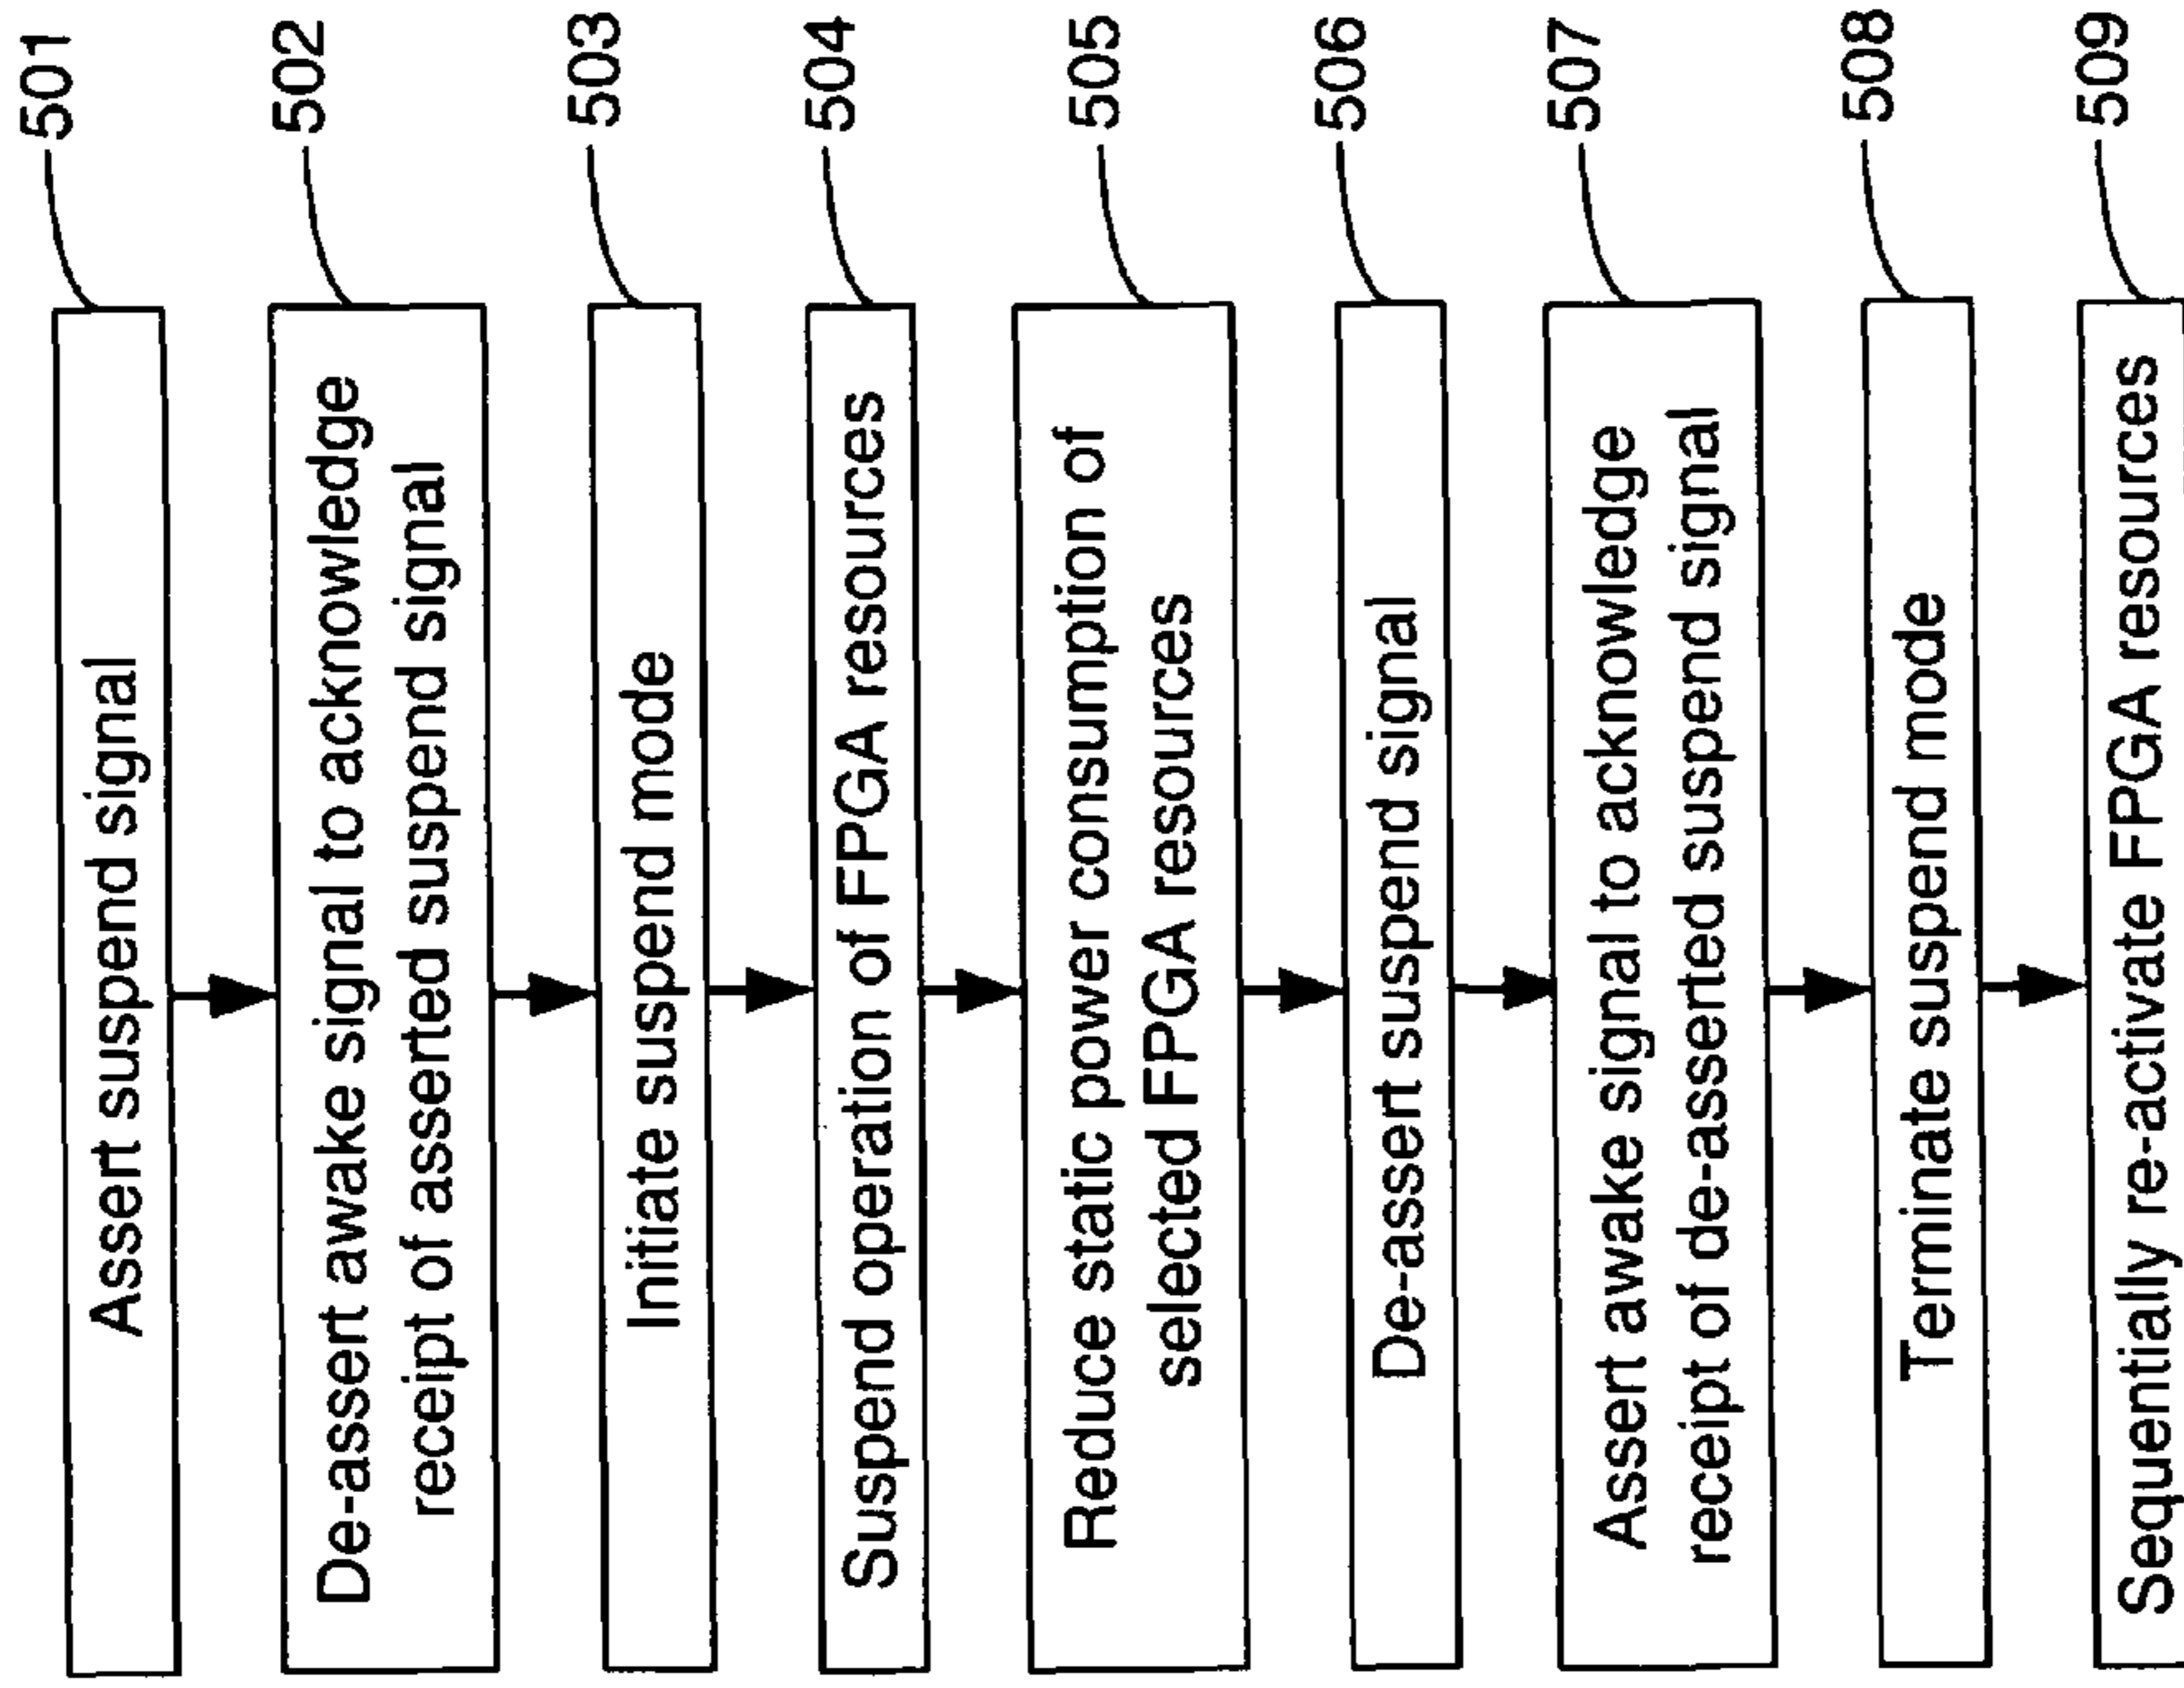 501
Assert suspend signal
502
De-assert awake signal to acknowledge
receipt of asserted suspend signal
503
Initiate suspend mode
504
Suspend operation of FPGA resources
505
Reduce static power consumption of
selected FPGA resources
506
De-assert suspend signal
507
Assert awake signal to acknowledge
receipt of de-asserted suspend signal
508
Terminate suspend mode
509
Sequentially re-activate FPGA resources